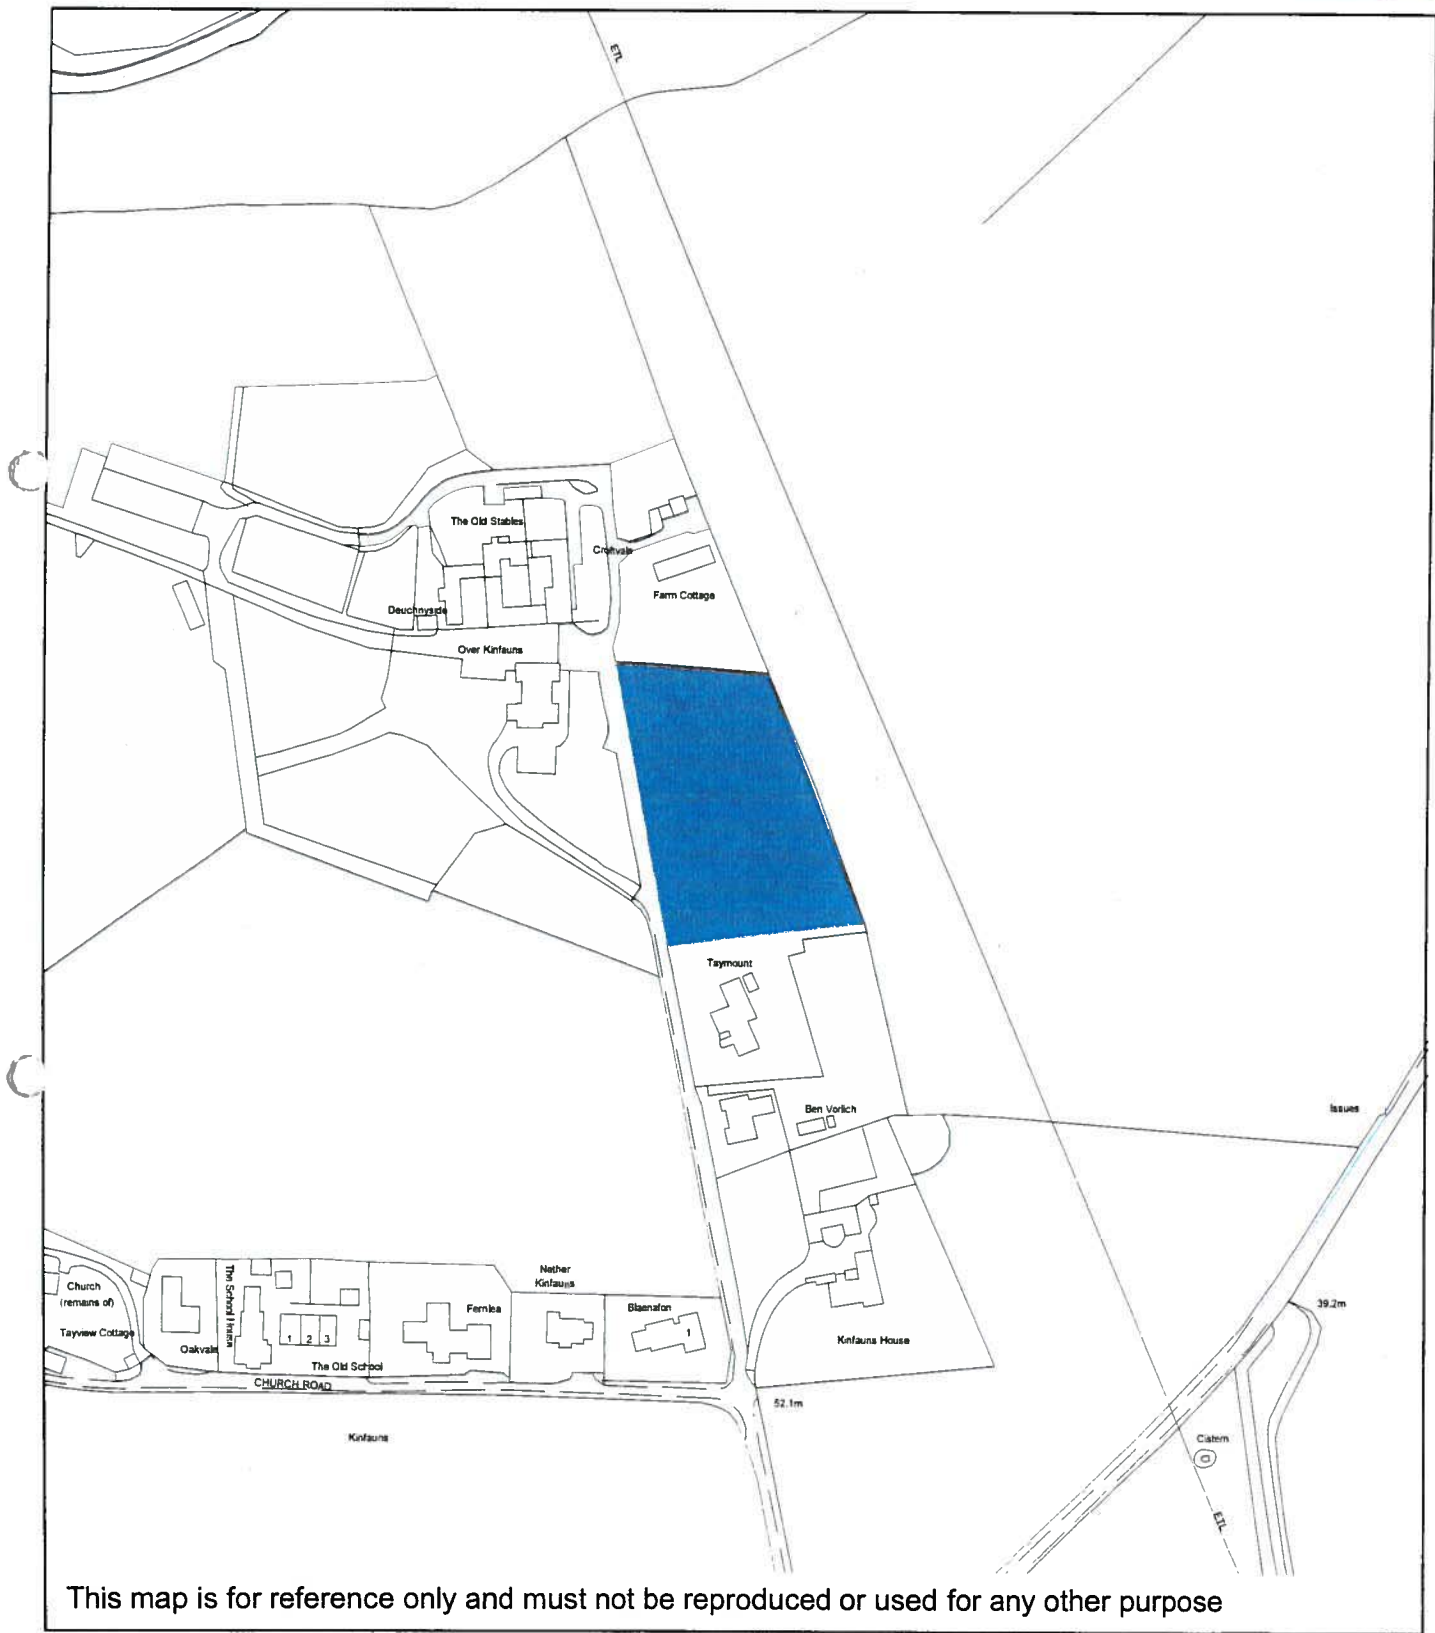 ETL
The Old Stables
Croftvale
Farm Cottage
Deuchnyside
Over Kinfauns
Taymount
Ben Vorlich
Issues
Church
(remains of)
Tayview Cottage
Oakvale
The School House
1 2 3
The Old School
Fernlea
Nether
Kinfauns
Blaenafon
1
Kinfauns House
39.2m
CHURCH ROAD
52.1m
Kinfauns
Cistern
ETL
This map is for reference only and must not be reproduced or used for any other purpose